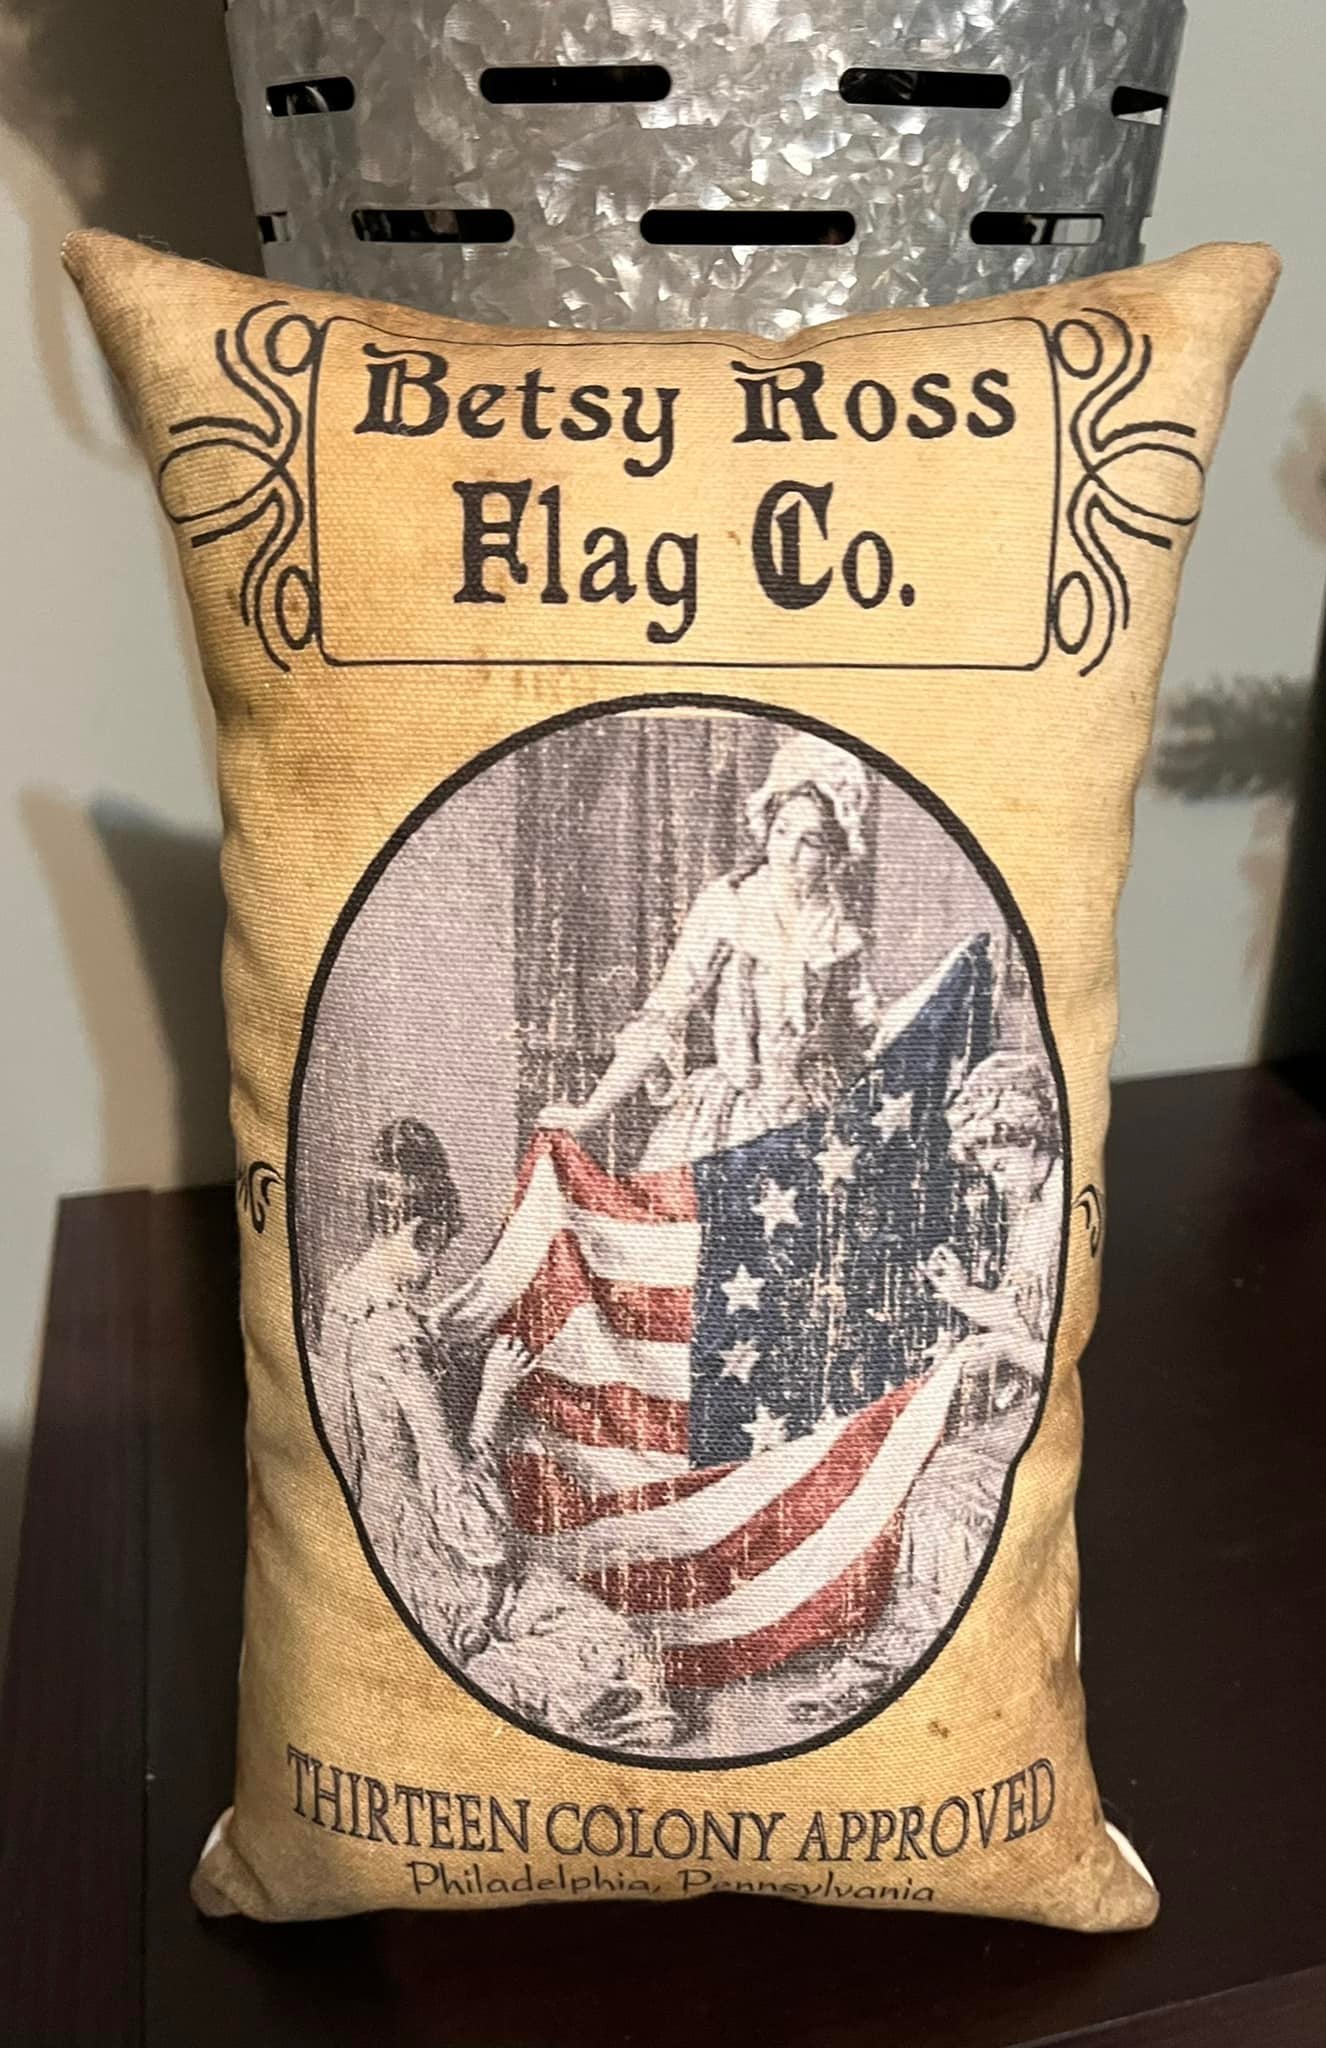 Betsy Ross
Flag Co.
THIRTEEN COLONY APPROVED
Philadelphia, Pennsylvania